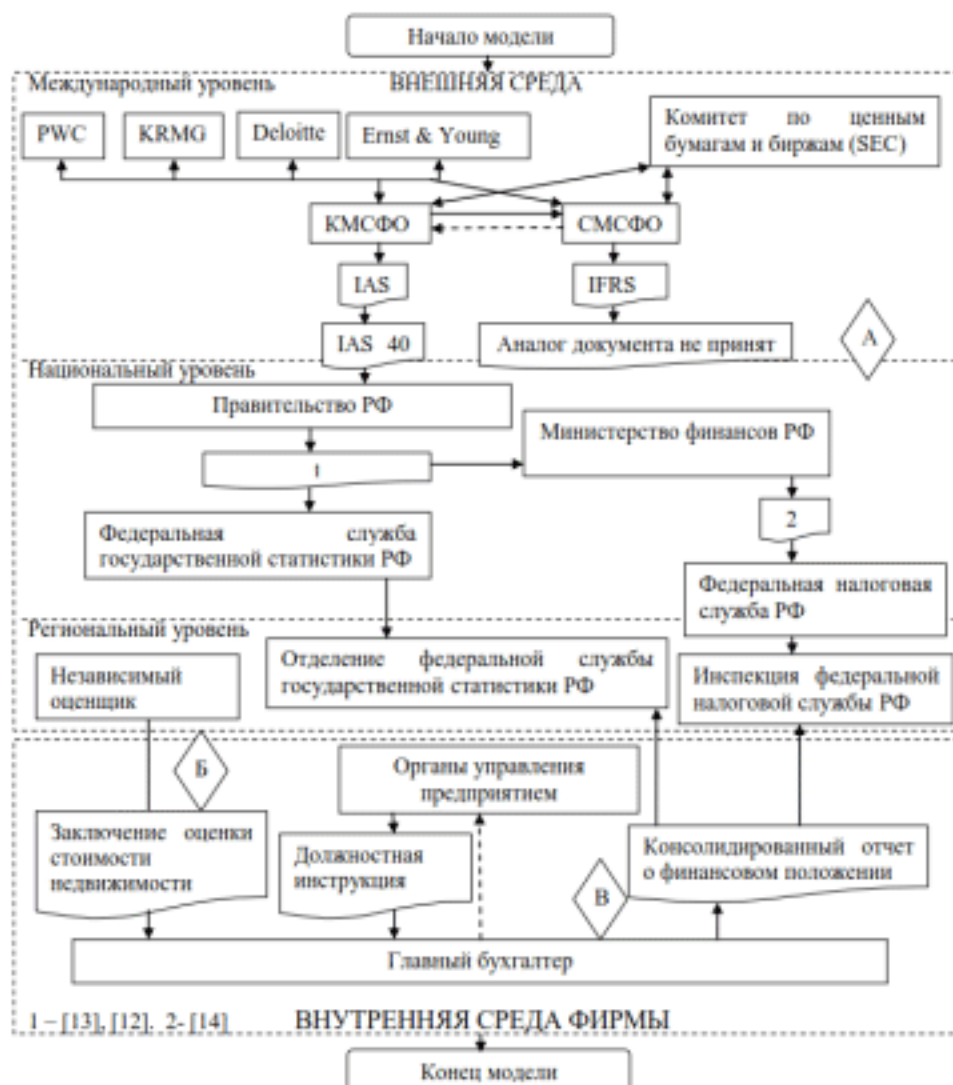 Начало модели
Международный уровень
ВНЕШНЯЯ СРЕДА
PWC
KRMG
Deloitte
Ernst & Young
Комитет по ценным
бумагам и биржам (SEC)
КМСФО
СМСФО
IAS
IFRS
IAS 40
Аналог документа не принят
А
Национальный уровень
Правительство РФ
Министерство финансов РФ
1
2
Федеральная служба
государственной статистики РФ
Федеральная налоговая
служба РФ
Региональный уровень
Независимый
оценщик
Отделение федеральной службы
государственной статистики РФ
Инспекция федеральной
налоговой службы РФ
Б
Органы управления
предприятием
Заключение оценки
стоимости
недвижимости
Должностная
инструкция
В
Консолидированный отчет
о финансовом положении
Главный бухгалтер
1 – [13], [12], 2- [14]
ВНУТРЕННЯЯ СРЕДА ФИРМЫ
Конец модели